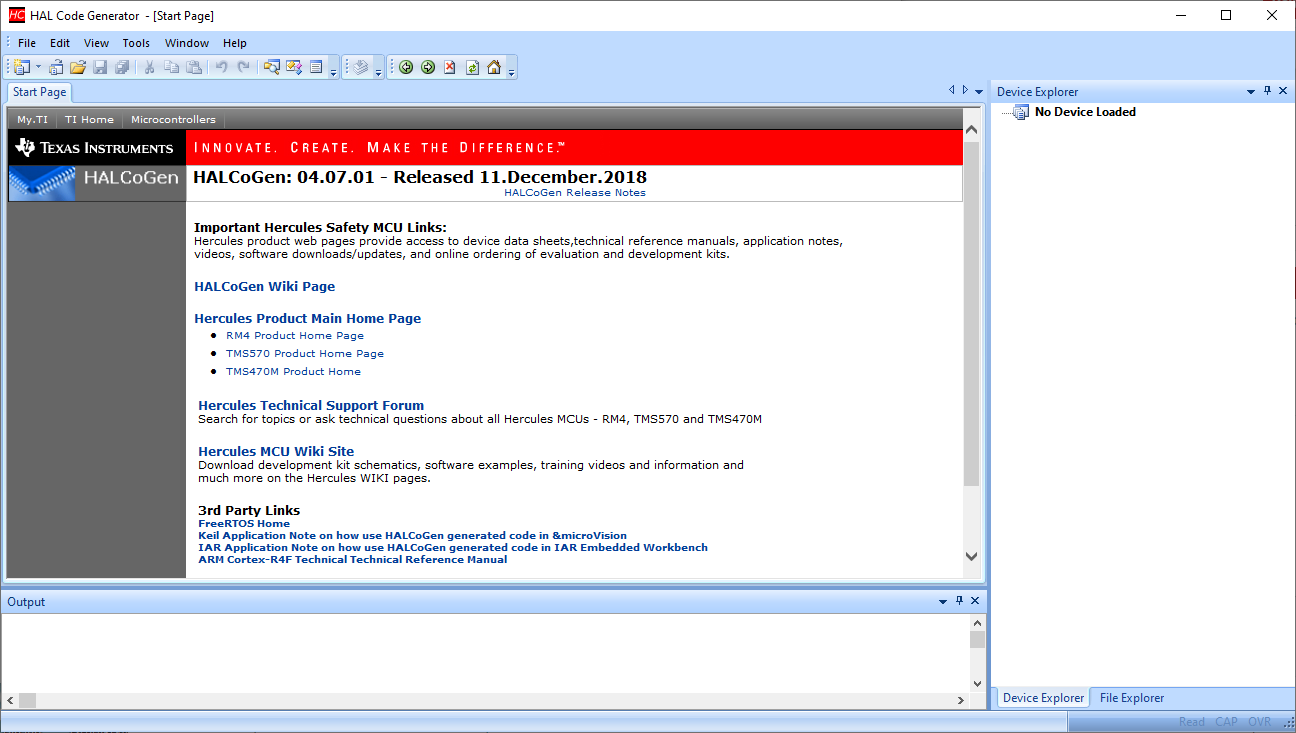 HC HAL Code Generator - [Start Page]
File Edit View Tools Window Help
Start Page
Device Explorer
No Device Loaded
My.TI TI Home Microcontrollers
TEXAS INSTRUMENTS INNOVATE. CREATE. MAKE THE DIFFERENCE.™
HALCoGen HALCoGen: 04.07.01 - Released 11.December.2018
HALCoGen Release Notes
Important Hercules Safety MCU Links:
Hercules product web pages provide access to device data sheets,technical reference manuals, application notes,
videos, software downloads/updates, and online ordering of evaluation and development kits.
HALCoGen Wiki Page
Hercules Product Main Home Page
RM4 Product Home Page
TMS570 Product Home Page
TMS470M Product Home
Hercules Technical Support Forum
Search for topics or ask technical questions about all Hercules MCUs - RM4, TMS570 and TMS470M
Hercules MCU Wiki Site
Download development kit schematics, software examples, training videos and information and
much more on the Hercules WIKI pages.
3rd Party Links
FreeRTOS Home
Keil Application Note on how use HALCoGen generated code in &microVision
IAR Application Note on how use HALCoGen generated code in IAR Embedded Workbench
ARM Cortex-R4F Technical Technical Reference Manual
Output
Device Explorer File Explorer
Read CAP OVR